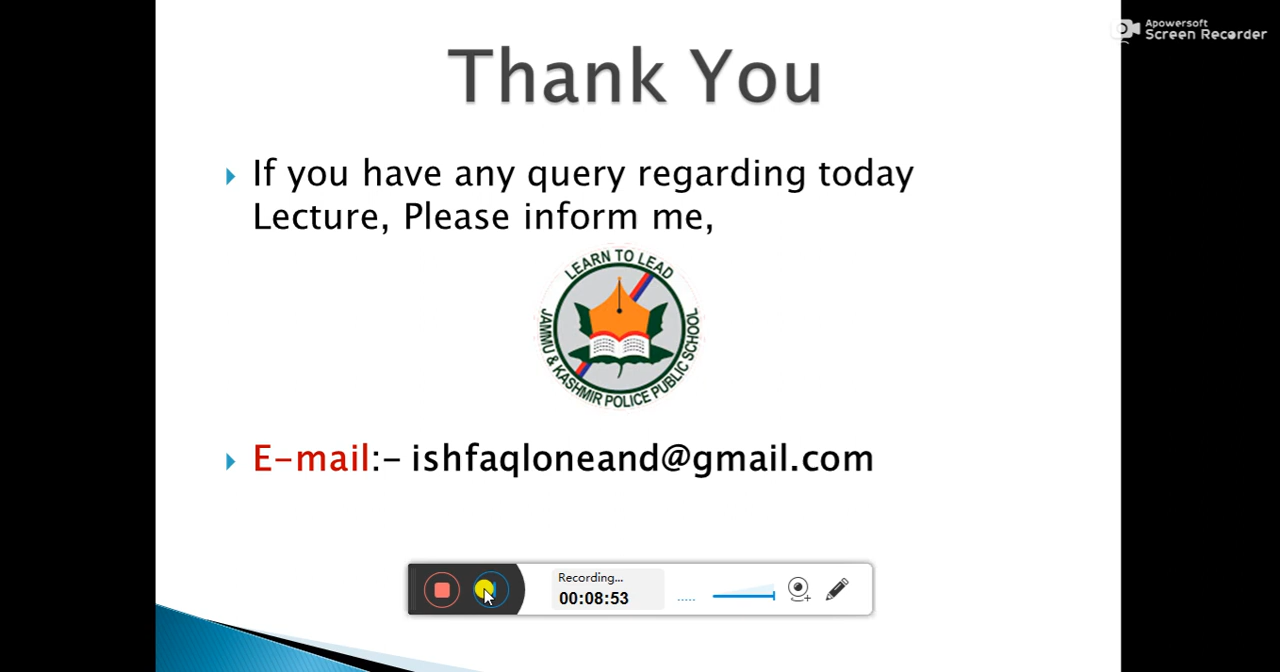 Apowersoft
Screen Recorder
Thank You
If you have any query regarding today
Lecture, Please inform me,
LEARN TO LEAD
JAMMU & KASHMIR POLICE PUBLIC SCHOOL
E-mail:- ishfaqloneand@gmail.com
Recording...
00:08:53